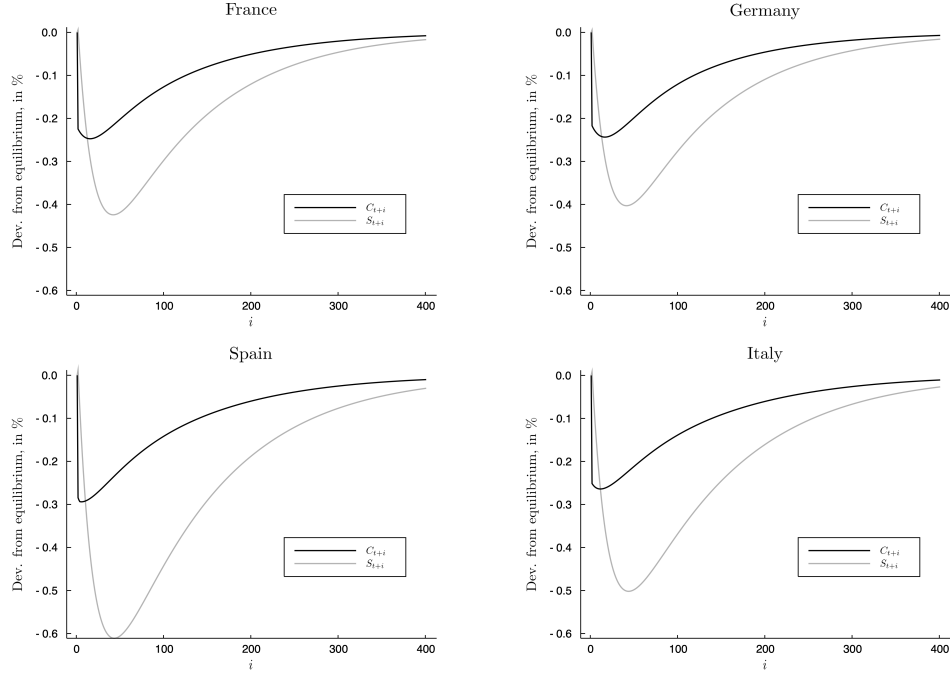 France
Germany
Dev. from equilibrium, in %
0.0
- 0.1
- 0.2
- 0.3
- 0.4
- 0.5
- 0.6
C_{t+i}
S_{t+i}
0
100
200
300
400
i
Dev. from equilibrium, in %
0.0
- 0.1
- 0.2
- 0.3
- 0.4
- 0.5
- 0.6
C_{t+i}
S_{t+i}
0
100
200
300
400
i
Spain
Italy
Dev. from equilibrium, in %
0.0
- 0.1
- 0.2
- 0.3
- 0.4
- 0.5
- 0.6
C_{t+i}
S_{t+i}
0
100
200
300
400
i
Dev. from equilibrium, in %
0.0
- 0.1
- 0.2
- 0.3
- 0.4
- 0.5
- 0.6
C_{t+i}
S_{t+i}
0
100
200
300
400
i